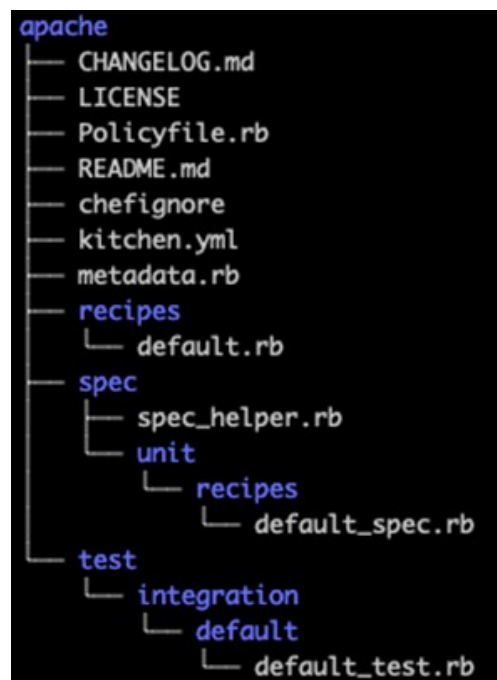 apache
├── CHANGELOG.md
├── LICENSE
├── Policyfile.rb
├── README.md
├── chefignore
├── kitchen.yml
├── metadata.rb
├── recipes
│   └── default.rb
├── spec
│   ├── spec_helper.rb
│   └── unit
│       └── recipes
│           └── default_spec.rb
└── test
    └── integration
        └── default
            └── default_test.rb